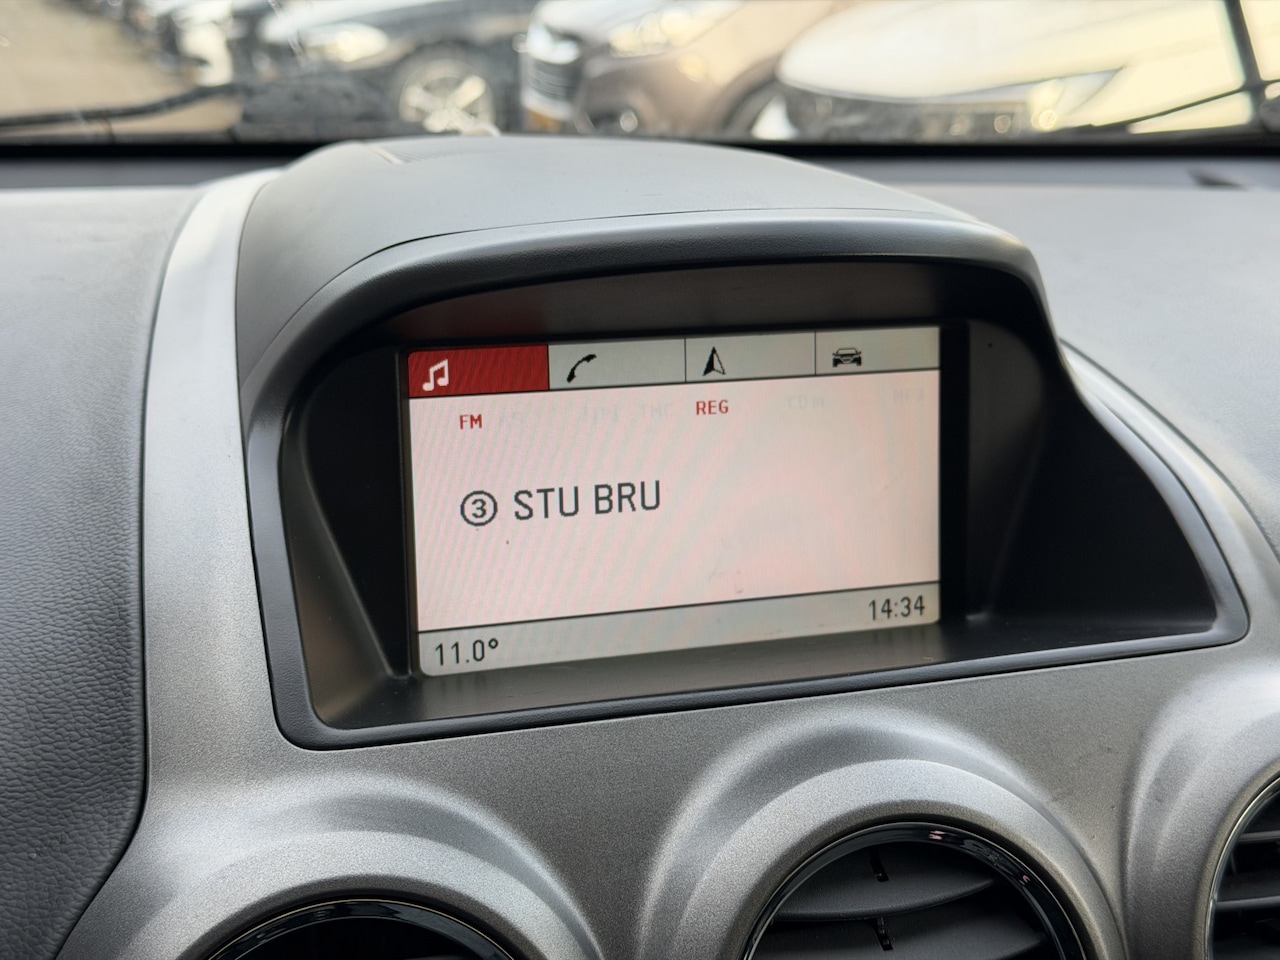 FM REG
③ STU BRU
14:34
11.0°